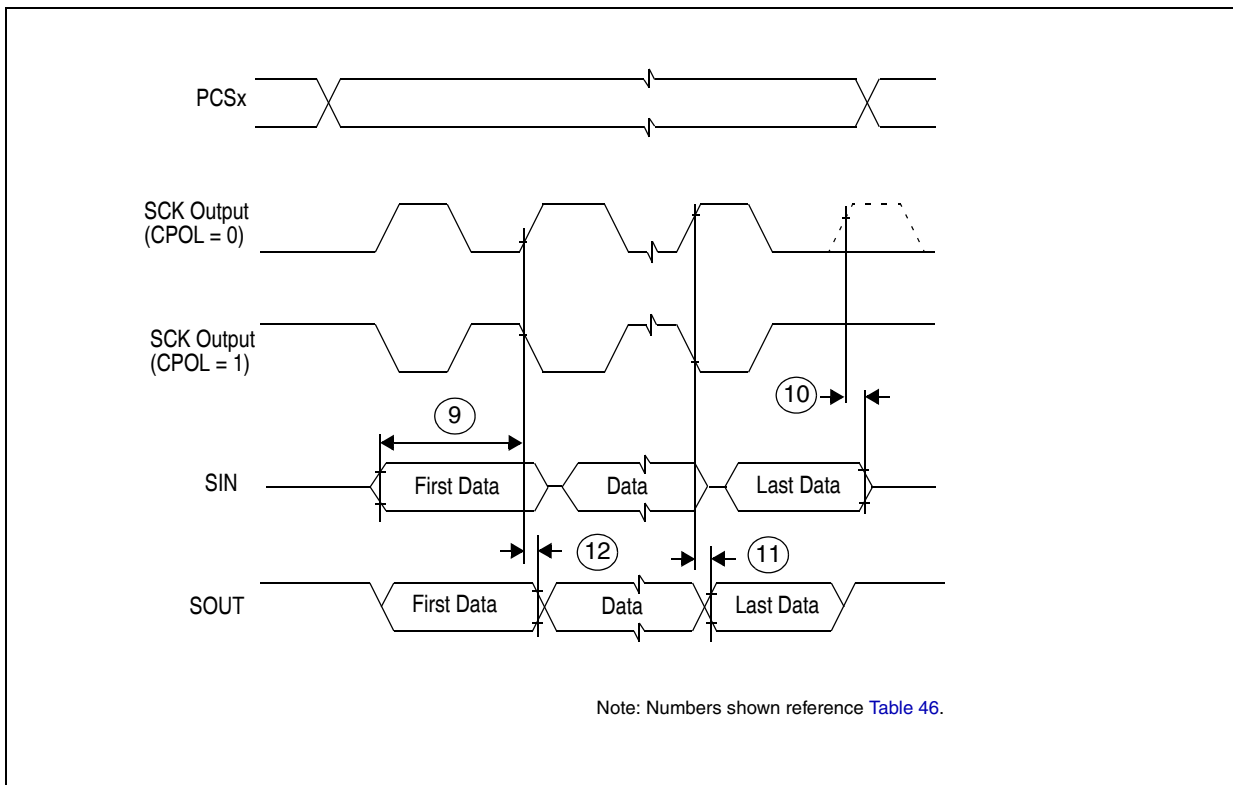 PCSx
SCK Output
(CPOL = 0)
SCK Output
(CPOL = 1)
10
9
SIN
First Data
Data
Last Data
12
11
SOUT
First Data
Data
Last Data
Note: Numbers shown reference Table 46.